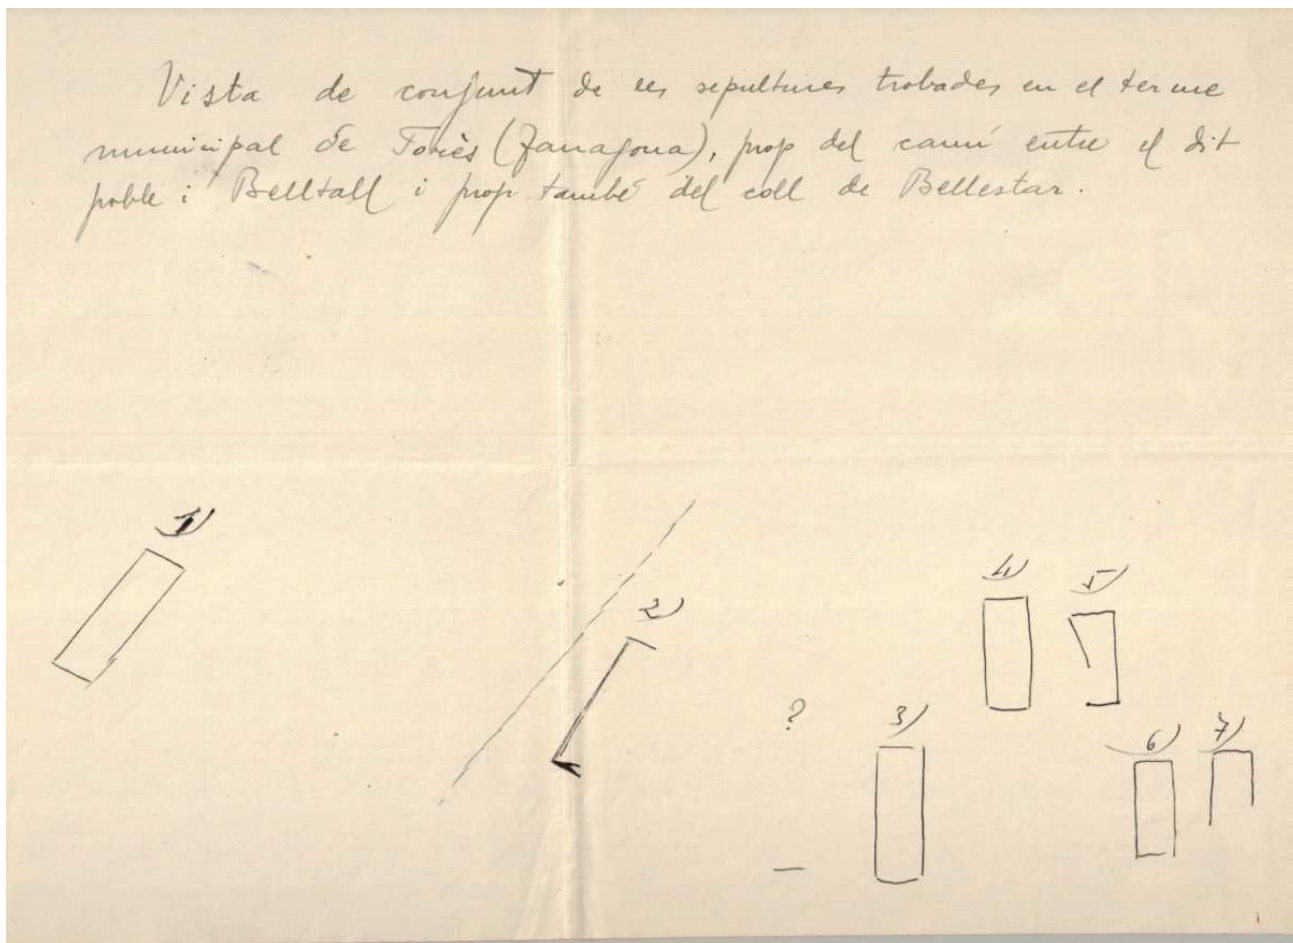 Vista de conjunt de les sepultures trobades en el terme
municipal de Forès (Tarragona), prop del camí entre el dit
poble i Belltall i prop també del coll de Bellestar.
1)
2)
4)
5)
?
3)
6)
7)